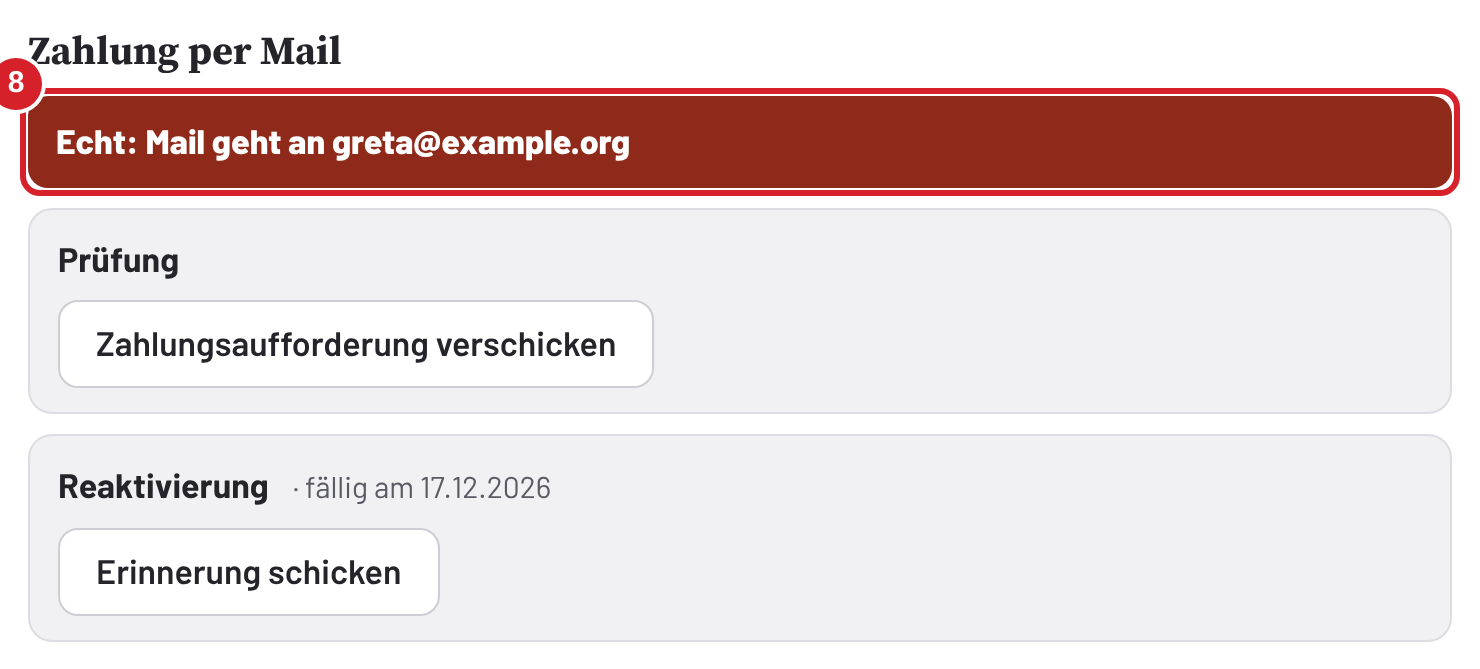 Zahlung per Mail
8
Echt: Mail geht an greta@example.org
Prüfung
Zahlungsaufforderung verschicken
Reaktivierung · fällig am 17.12.2026
Erinnerung schicken